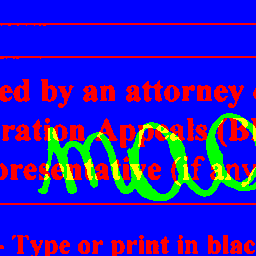 ed by an attorney
ration Appeals (B
presentative (if any
moo
- Type or print in blac